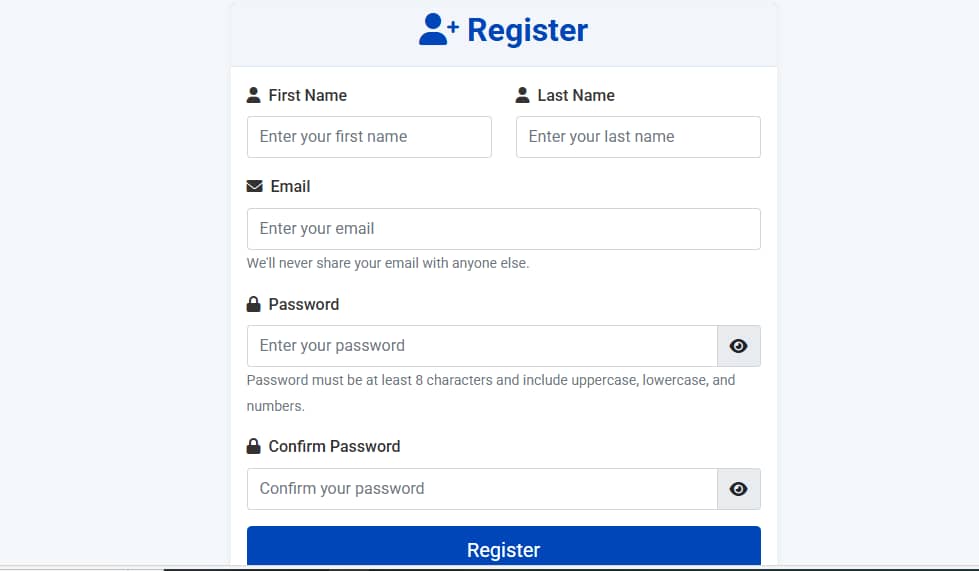 Register
First Name
Last Name
Enter your first name
Enter your last name
Email
Enter your email
We'll never share your email with anyone else.
Password
Enter your password
Password must be at least 8 characters and include uppercase, lowercase, and
numbers.
Confirm Password
Confirm your password
Register